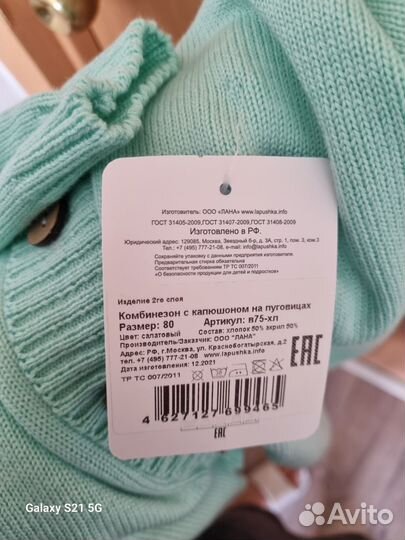 Изготовитель: ООО «ЛАНА» www.lapushka.info
ГОСТ 31405-2009,ГОСТ 31407-2009, ГОСТ 31408-2009
Изготовлено в РФ.
Юридический адрес: 129085, Москва, Звездный б-р, д. 3А, стр. 1, пом. 3, ком.3
Тел.: +7 (495) 777-21-08, www.lapushka.info
Сохраняйте упаковку с данными предприятия изготовителя.
Предварительная стирка обязательна
Соответствует требованиям ТР ТС 007/2011
«О безопасности продукции для детей и подростков»
Изделие 2го слоя
Комбинезон с капюшоном на пуговицах
Размер: 80 Артикул: в75-хл
Цвет: салатовый Состав: хлопок 50% акрил 50%
Производитель/Заказчик: ООО "ЛАНА"
Адрес: РФ, г.Москва, ул. Краснобогатырская, д.2
тел. +7 (495) 777-21-08 www.lapushka.info
Дата изготовления: 12.2021
ТР ТС 007/2011
EAC
4 627127 699465
EAC
Galaxy S21 5G
Avito